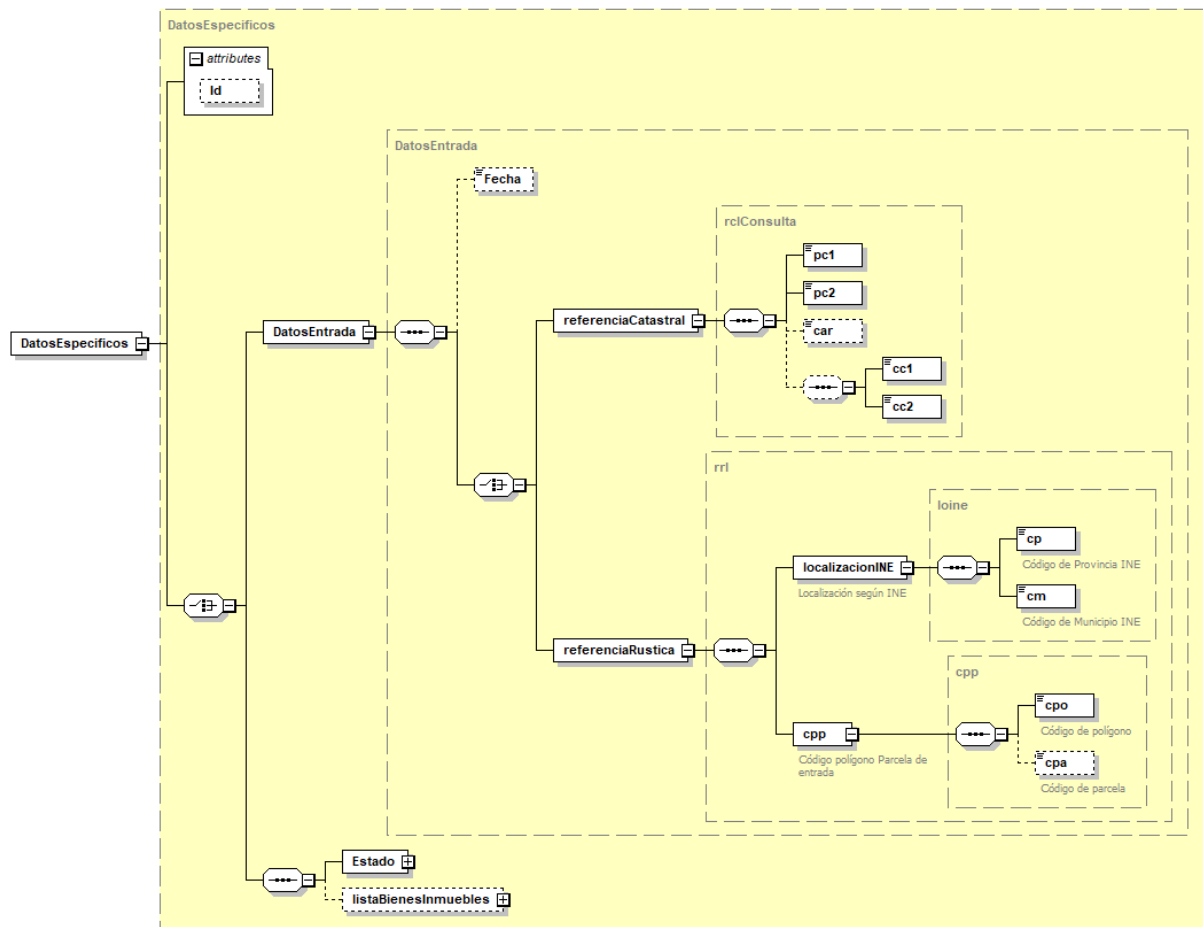 DatosEspecificos
attributes
Id
DatosEntrada
Fecha
rclConsulta
pc1
pc2
car
cc1
cc2
DatosEspecificos
DatosEntrada
referenciaCatastral
rrl
loine
cp
Código de Provincia INE
cm
Código de Municipio INE
localizacionINE
Localización según INE
referenciaRustica
cpp
cpo
Código de polígono
cpa
Código de parcela
cpp
Código polígono Parcela de
entrada
Estado
listaBienesInmuebles